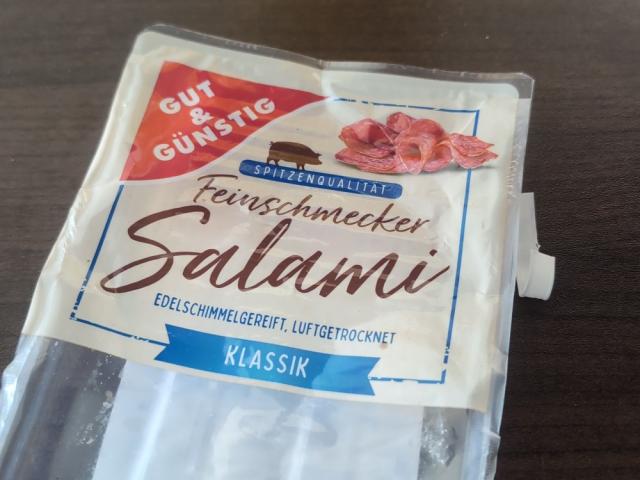 GUT
&
GÜNSTIG
SPITZENQUALITÄT
Feinschmecker
Salami
EDELSCHIMMELGEREIFT, LUFTGETROCKNET
KLASSIK